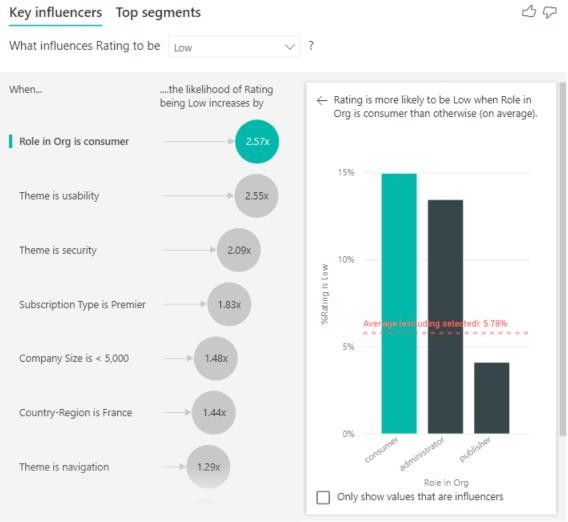 Key influencers Top segments
What influences Rating to be Low ?
When...
....the likelihood of Rating
being Low increases by
Role in Org is consumer 2.57x
Theme is usability 2.55x
Theme is security 2.09x
Subscription Type is Premier 1.83x
Company Size is < 5,000 1.48x
Country-Region is France 1.44x
Theme is navigation 1.29x
← Rating is more likely to be Low when Role in
Org is consumer than otherwise (on average).
15%
10%
5%
0%
%Rating is Low
Average (excluding selected): 5.78%
consumer
administrator
publisher
Role in Org
Only show values that are influencers